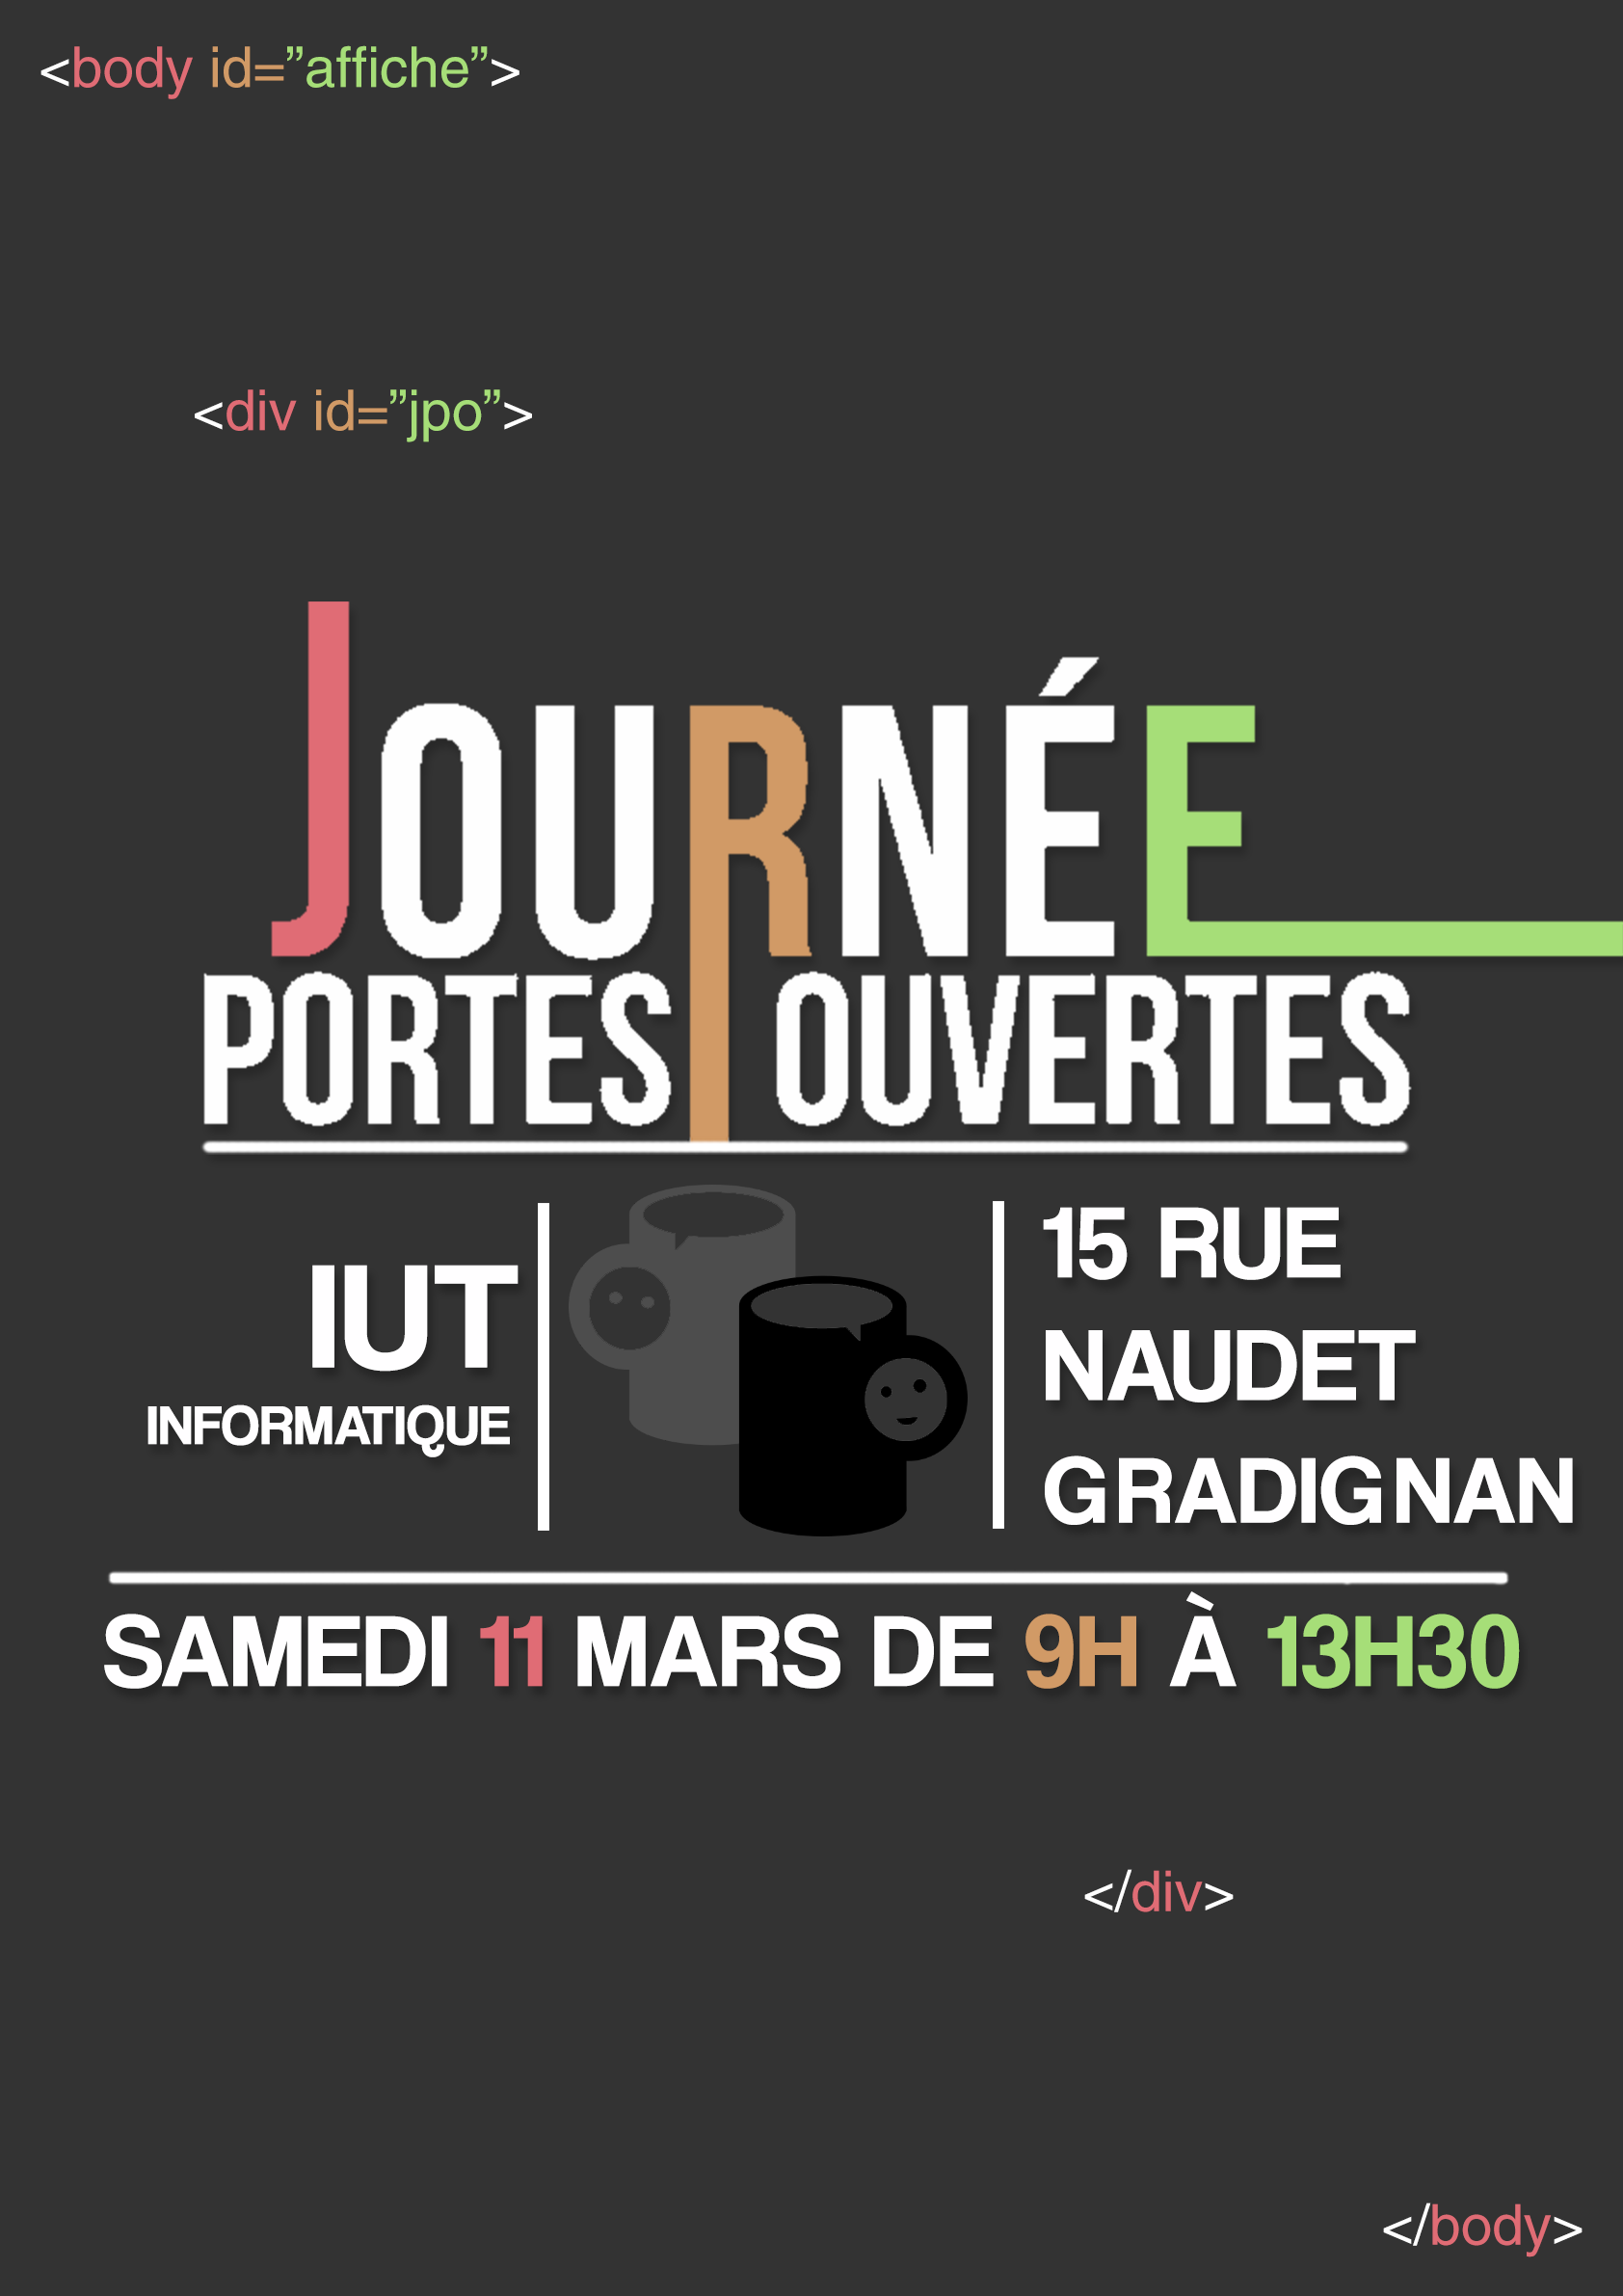 <body id=”affiche”>
<div id=”jpo”>
JOURNÉE
PORTES OUVERTES
IUT
INFORMATIQUE
15 RUE
NAUDET
GRADIGNAN
SAMEDI 11 MARS DE 9H À 13H30
</div>
</body>